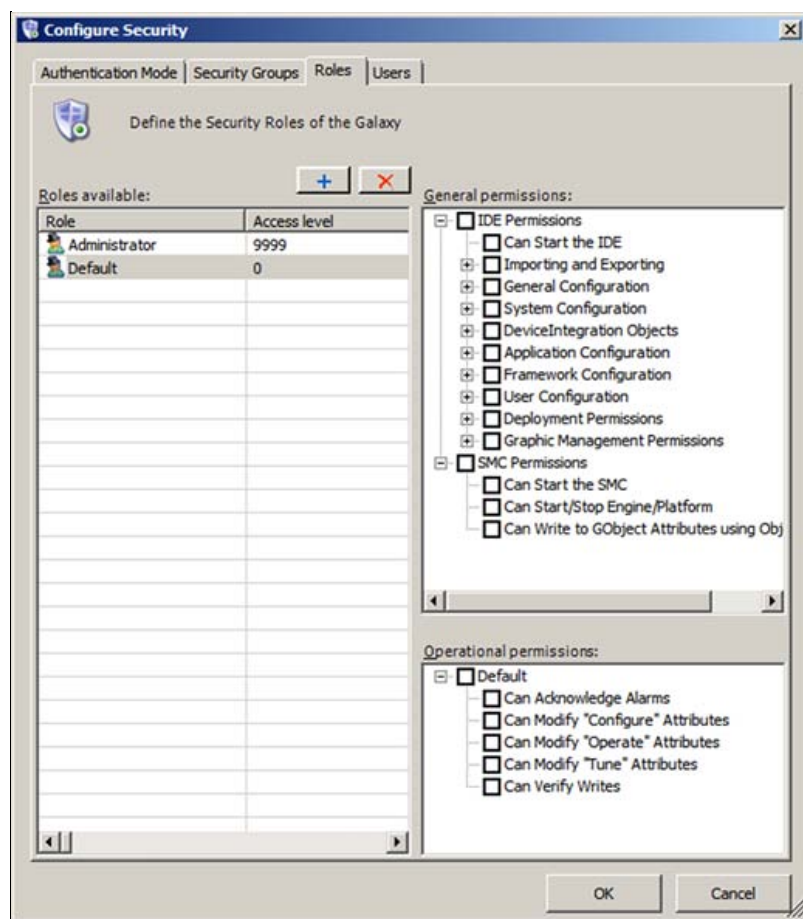 Configure Security
Authentication Mode Security Groups Roles Users
Define the Security Roles of the Galaxy
Roles available:
Role Access level
Administrator 9999
Default 0
General permissions:
IDE Permissions
Can Start the IDE
Importing and Exporting
General Configuration
System Configuration
DeviceIntegration Objects
Application Configuration
Framework Configuration
User Configuration
Deployment Permissions
Graphic Management Permissions
SMC Permissions
Can Start the SMC
Can Start/Stop Engine/Platform
Can Write to GObject Attributes using Obj
Operational permissions:
Default
Can Acknowledge Alarms
Can Modify "Configure" Attributes
Can Modify "Operate" Attributes
Can Modify "Tune" Attributes
Can Verify Writes
OK Cancel